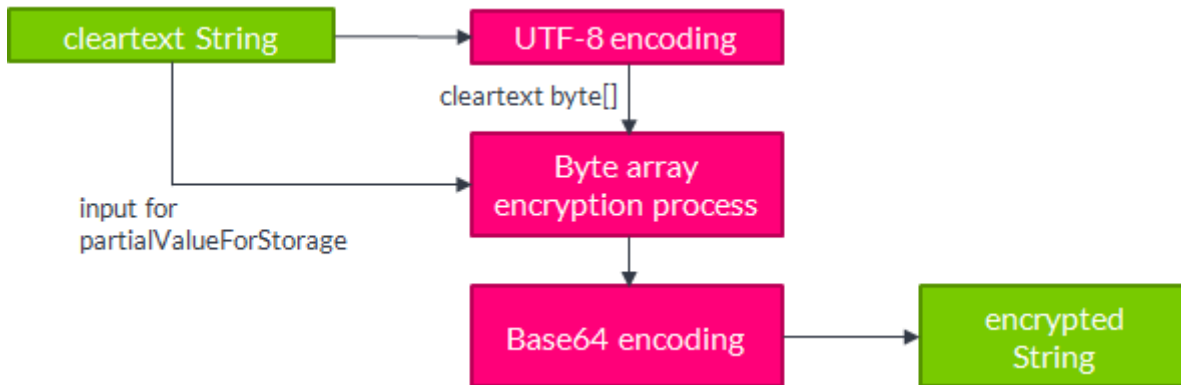 cleartext String
UTF-8 encoding
cleartext byte[]
Byte array
encryption process
input for
partialValueForStorage
Base64 encoding
encrypted
String